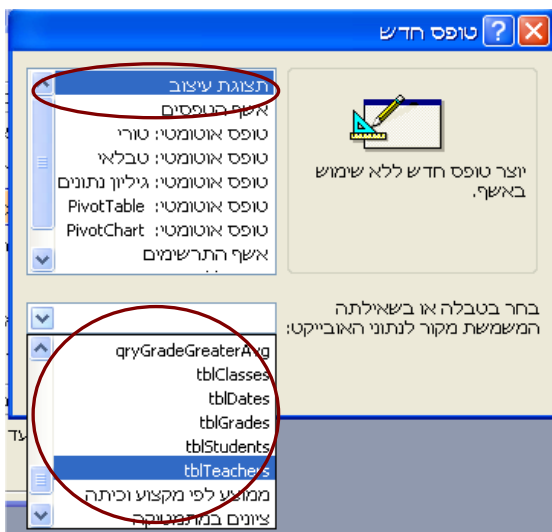 טופס חדש
תצוגת עיצוב
אשף הטפסים
טופס אוטומטי: טורי
טופס אוטומטי: טבלאי
טופס אוטומטי: גיליון נתונים
טופס אוטומטי: PivotTable
טופס אוטומטי: PivotChart
אשף התרשימים
יוצר טופס חדש ללא שימוש
באשף.
בחר בטבלה או בשאילתה
המשמשת מקור לנתוני האובייקט:
qryGradeGreaterAvg
tblClasses
tblDates
tblGrades
tblStudents
tblTeachers
ממוצע לפי מקצוע וכיתה
ציונים במתמטיקה